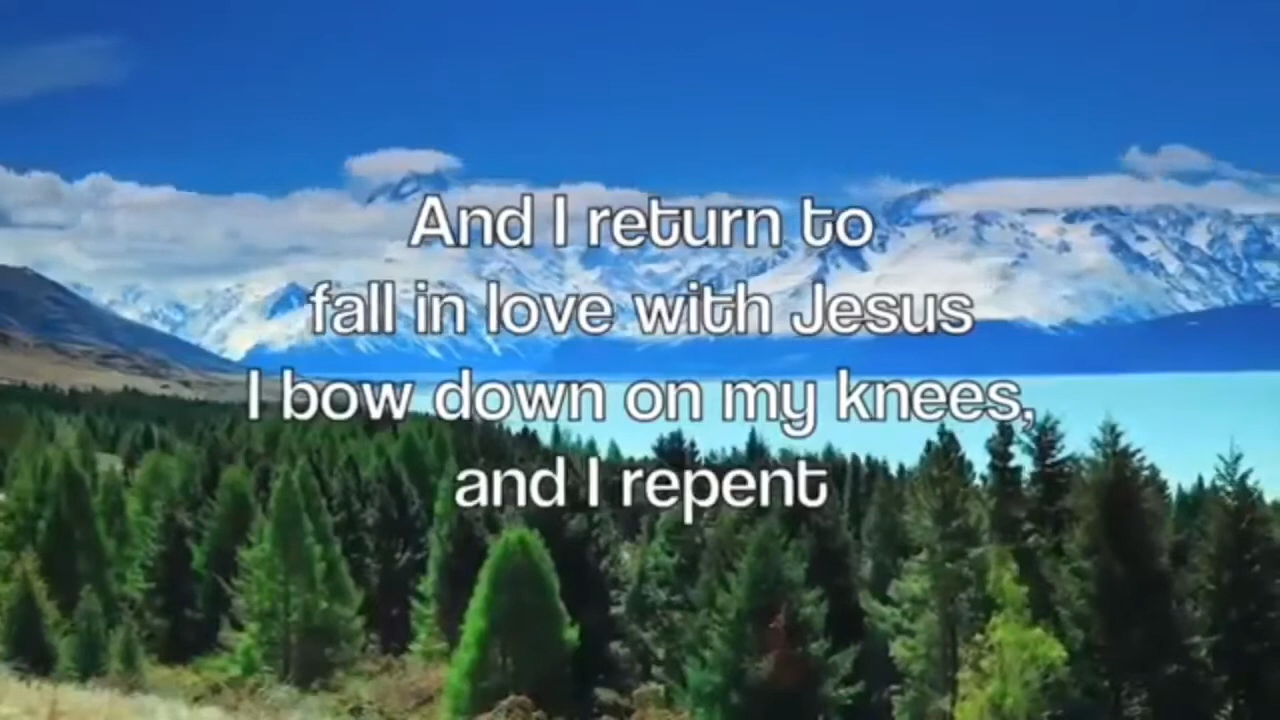 And I return to
fall in love with Jesus
I bow down on my knees,
and I repent